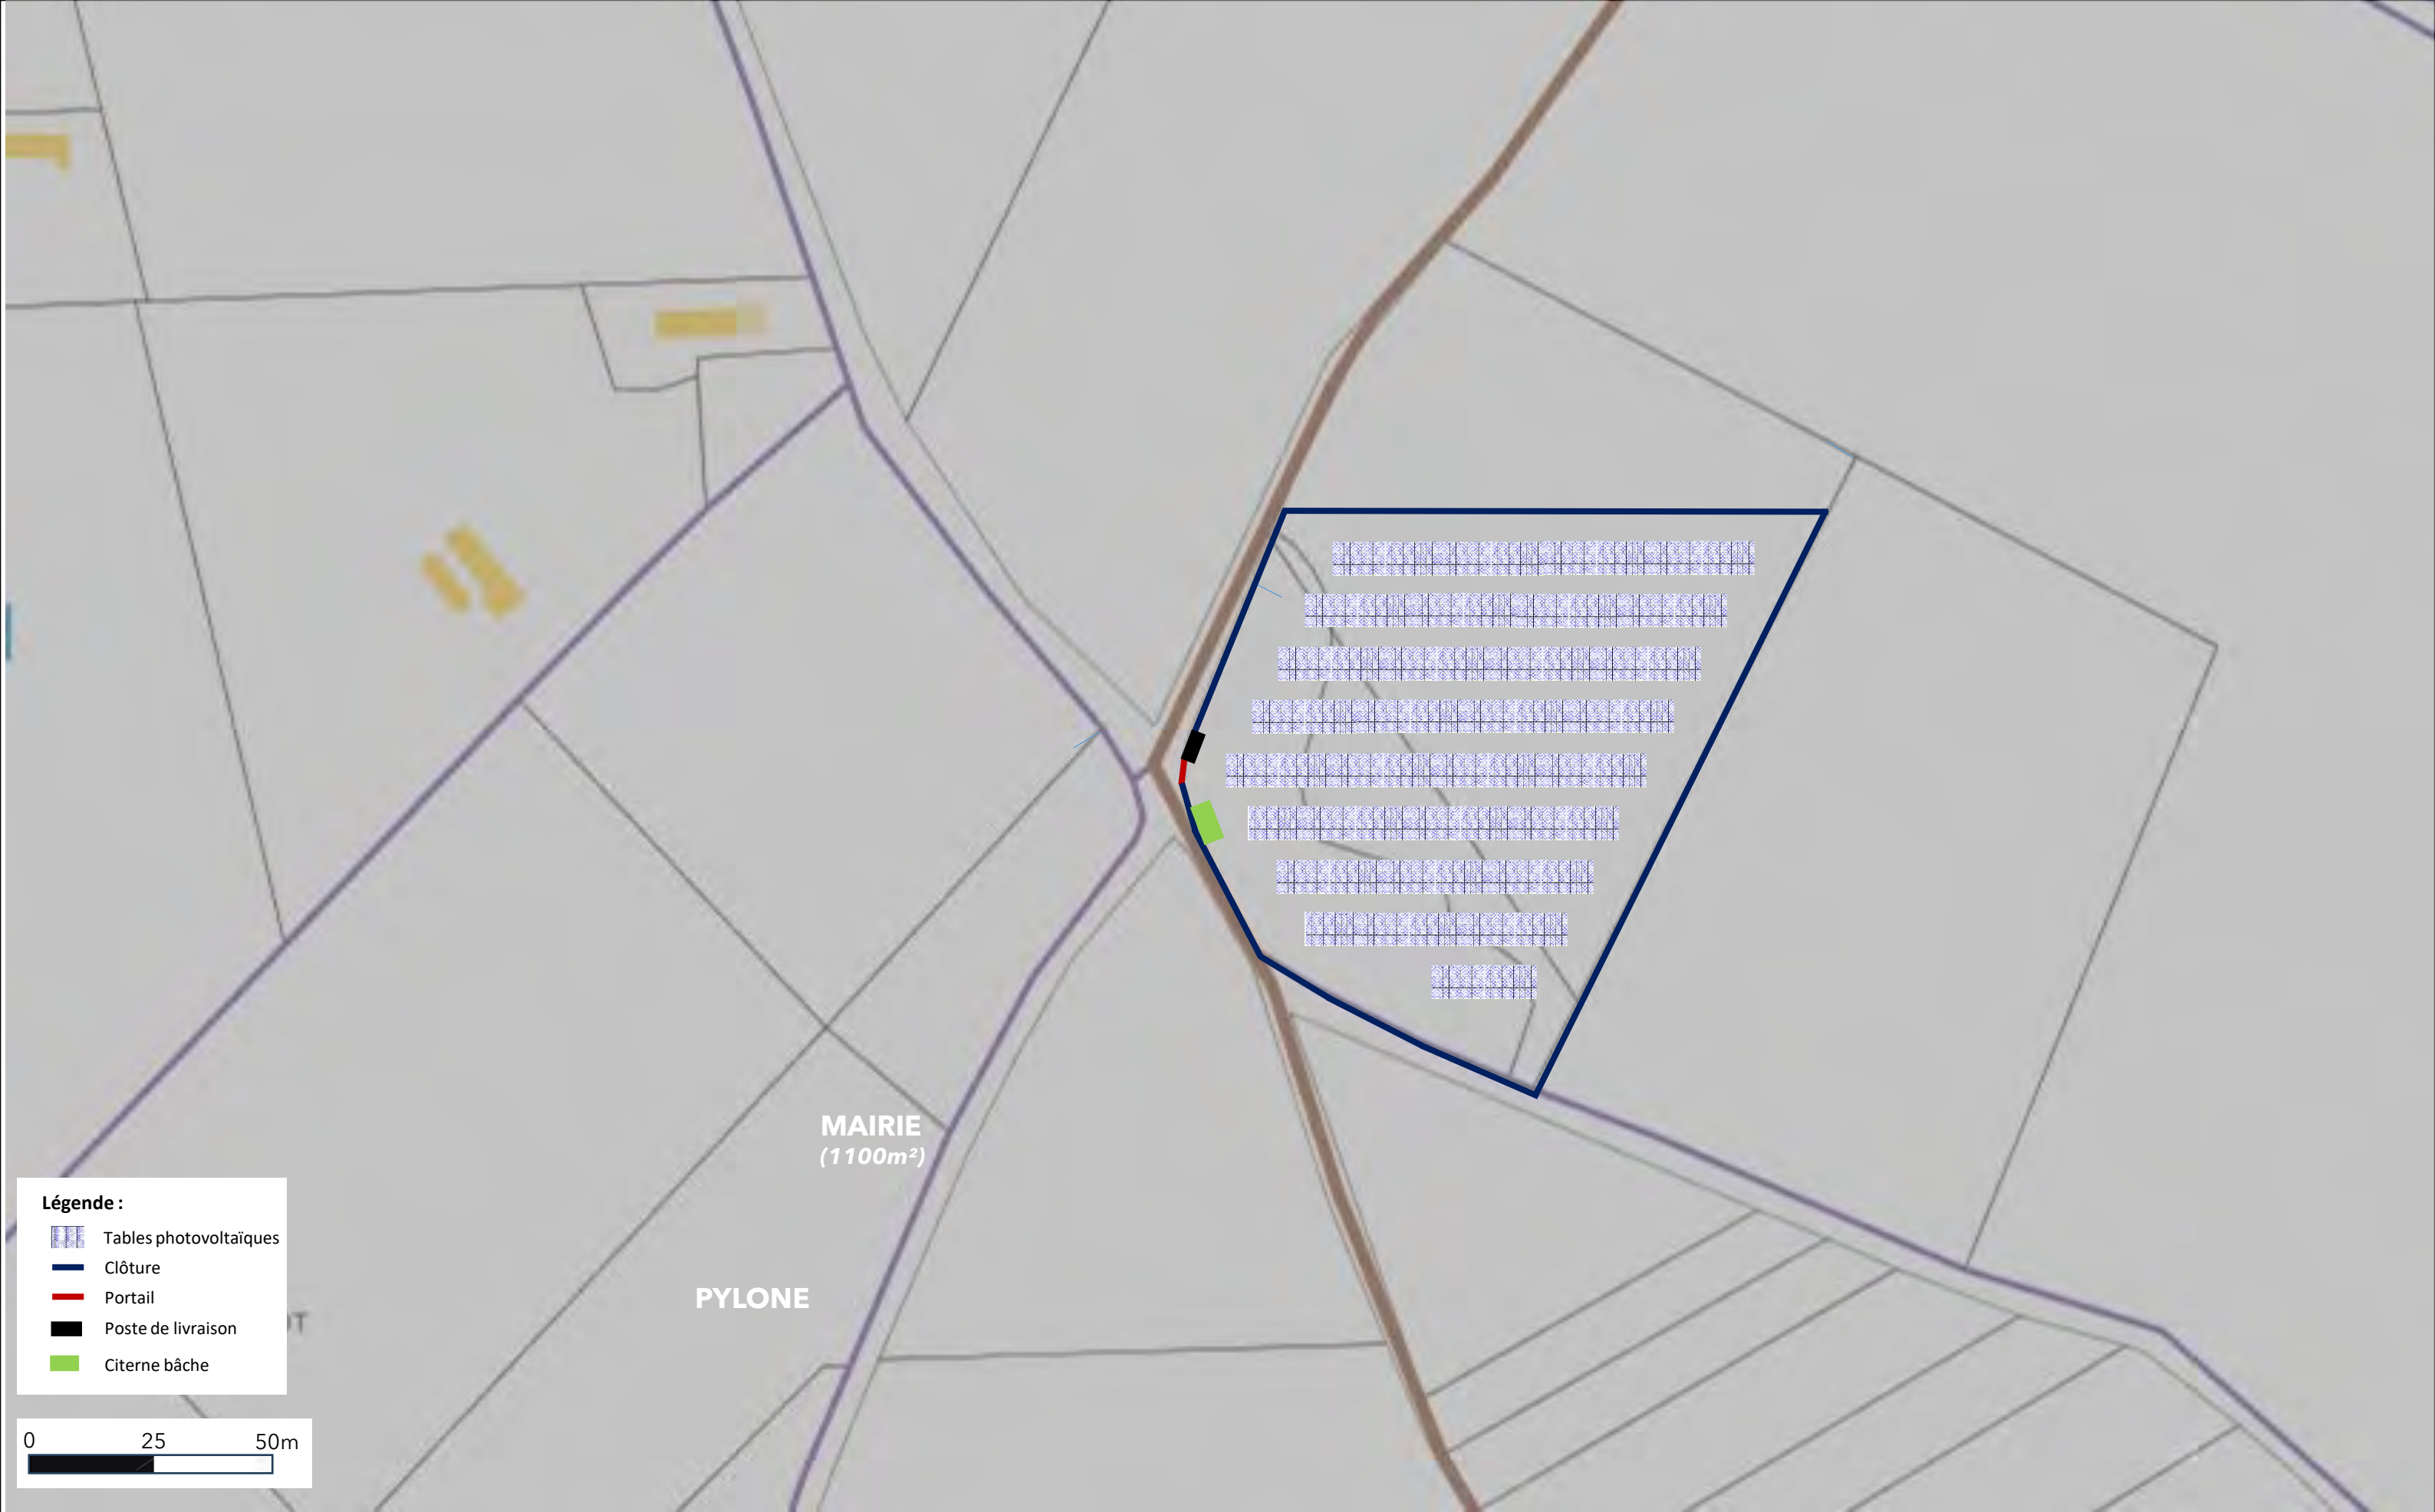 MAIRIE
(1100m²)
PYLONE
Légende :
Tables photovoltaïques
Clôture
Portail
Poste de livraison
Citerne bâche
0 25 50m